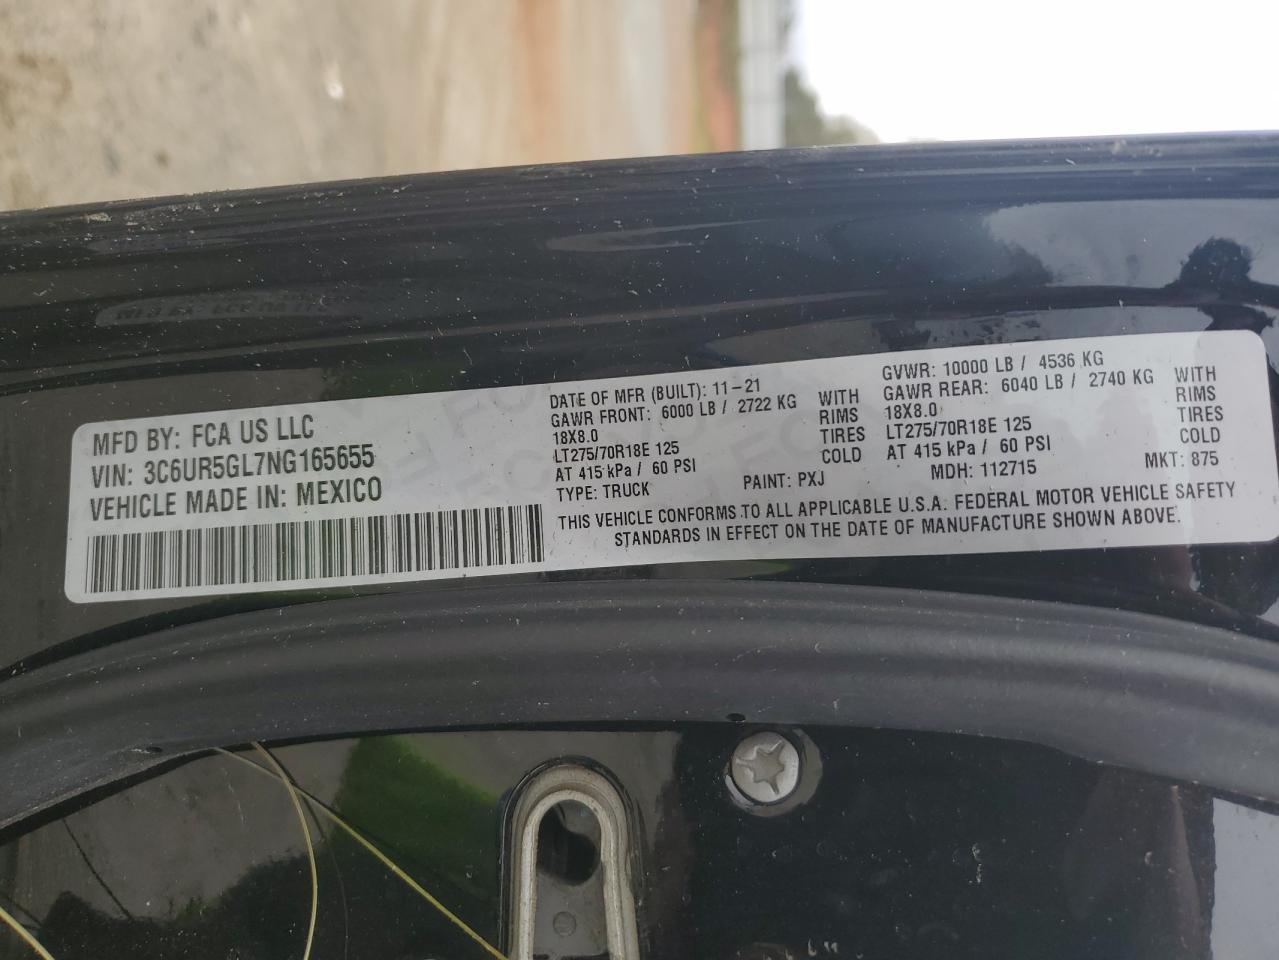 MFD BY: FCA US LLC
VIN: 3C6UR5GL7NG165655
VEHICLE MADE IN: MEXICO
DATE OF MFR (BUILT): 11-21
GAWR FRONT: 6000 LB / 2722 KG WITH
18X8.0 RIMS
LT275/70R18E 125 TIRES
AT 415 kPa / 60 PSI COLD
TYPE: TRUCK PAINT: PXJ
GVWR: 10000 LB / 4536 KG
GAWR REAR: 6040 LB / 2740 KG WITH
18X8.0 RIMS
LT275/70R18E 125 TIRES
AT 415 kPa / 60 PSI COLD
MDH: 112715 MKT: 875
THIS VEHICLE CONFORMS TO ALL APPLICABLE U.S.A. FEDERAL MOTOR VEHICLE SAFETY
STANDARDS IN EFFECT ON THE DATE OF MANUFACTURE SHOWN ABOVE.